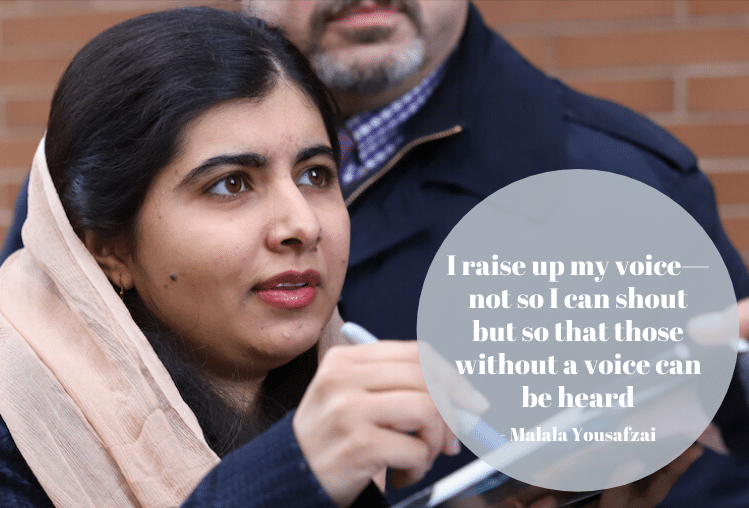 I raise up my voice—
not so I can shout
but so that those
without a voice can
be heard
- Malala Yousafzai